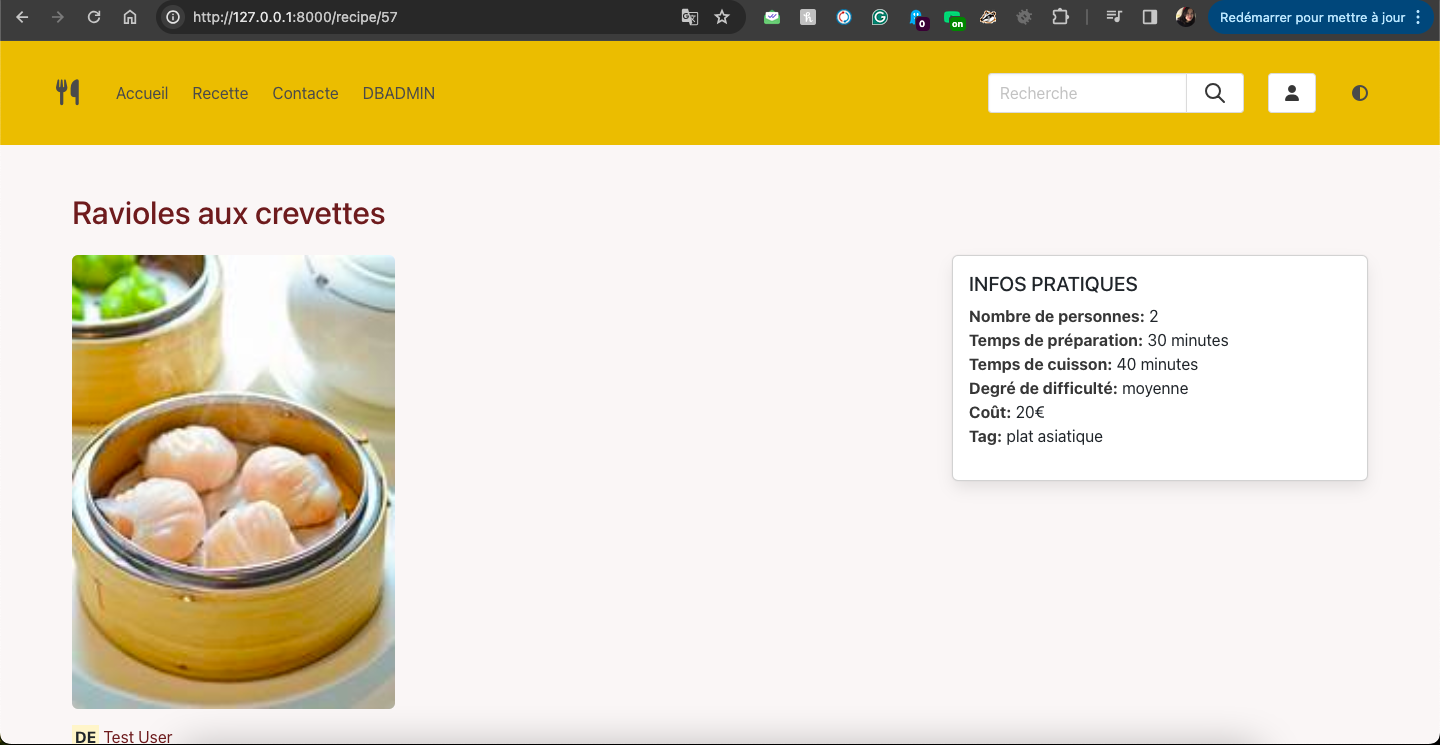 http://127.0.0.1:8000/recipe/57
0
on
Redémarrer pour mettre à jour
Accueil Recette Contacte DBADMIN
Recherche
Ravioles aux crevettes
INFOS PRATIQUES
Nombre de personnes: 2
Temps de préparation: 30 minutes
Temps de cuisson: 40 minutes
Degré de difficulté: moyenne
Coût: 20€
Tag: plat asiatique
DE Test User